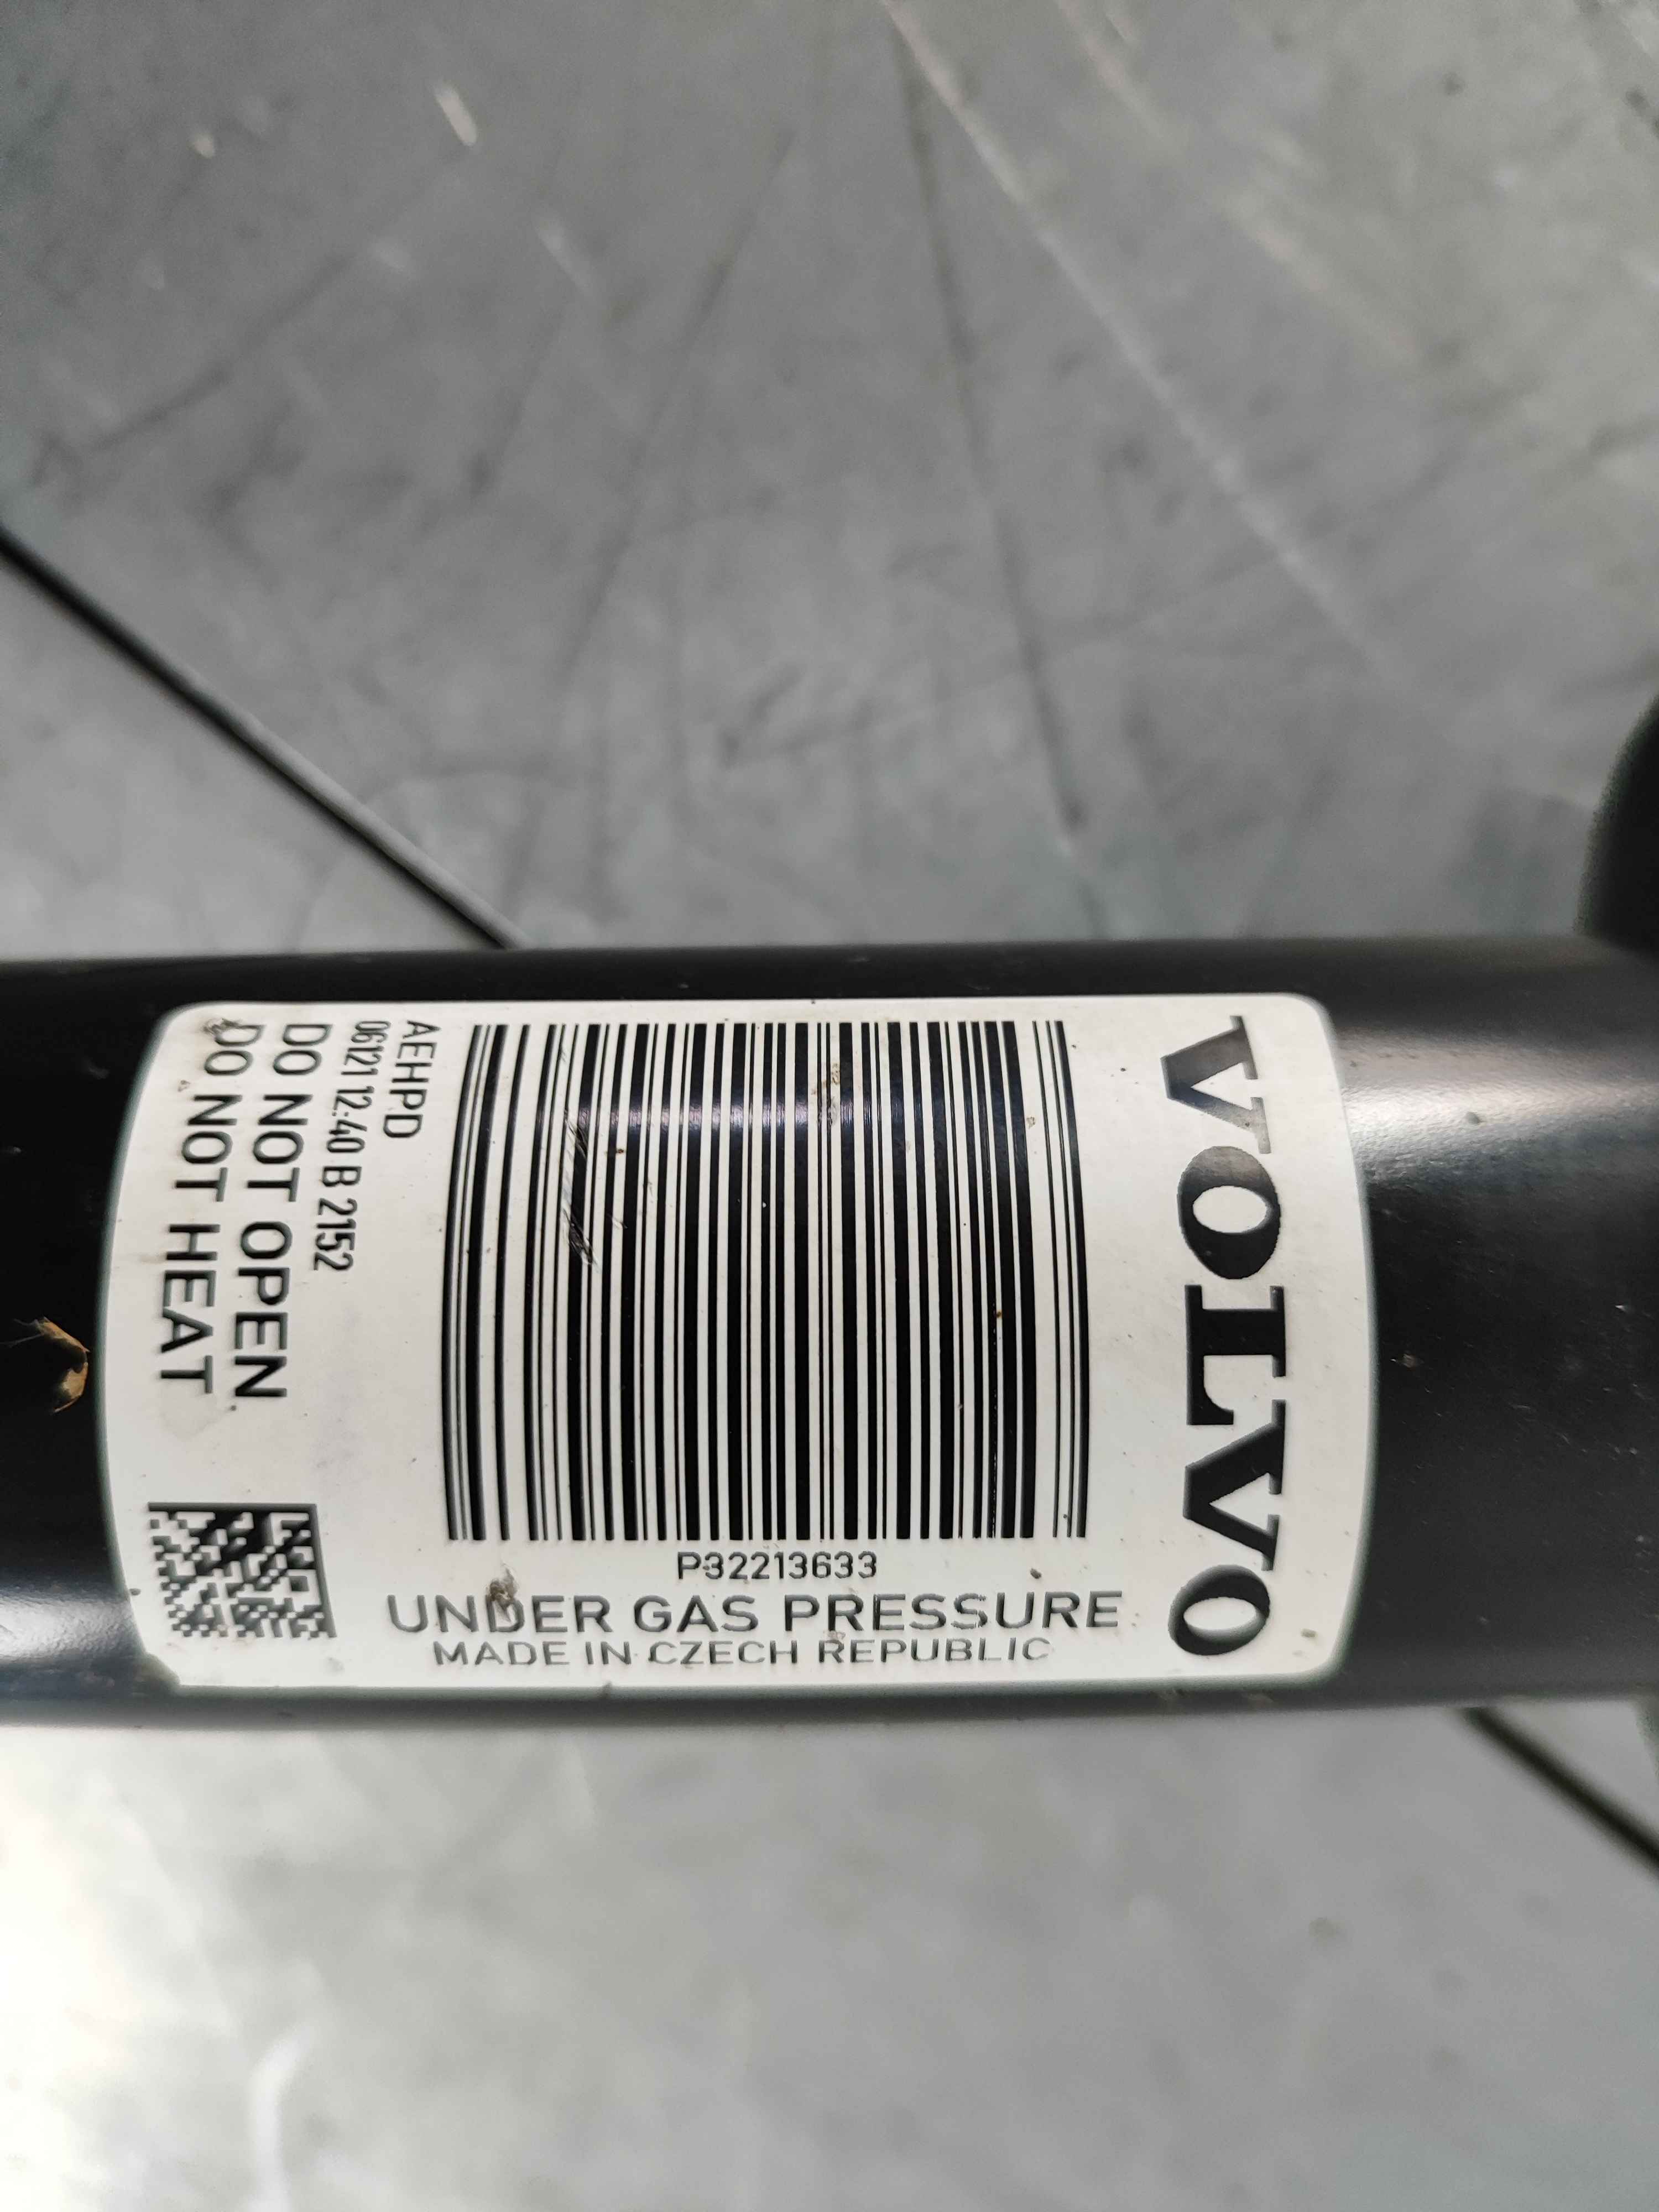 VOLVO
P32213633
UNDER GAS PRESSURE
MADE IN CZECH REPUBLIC
AEHPD
06121 12:40 B 2152
DO NOT OPEN
DO NOT HEAT